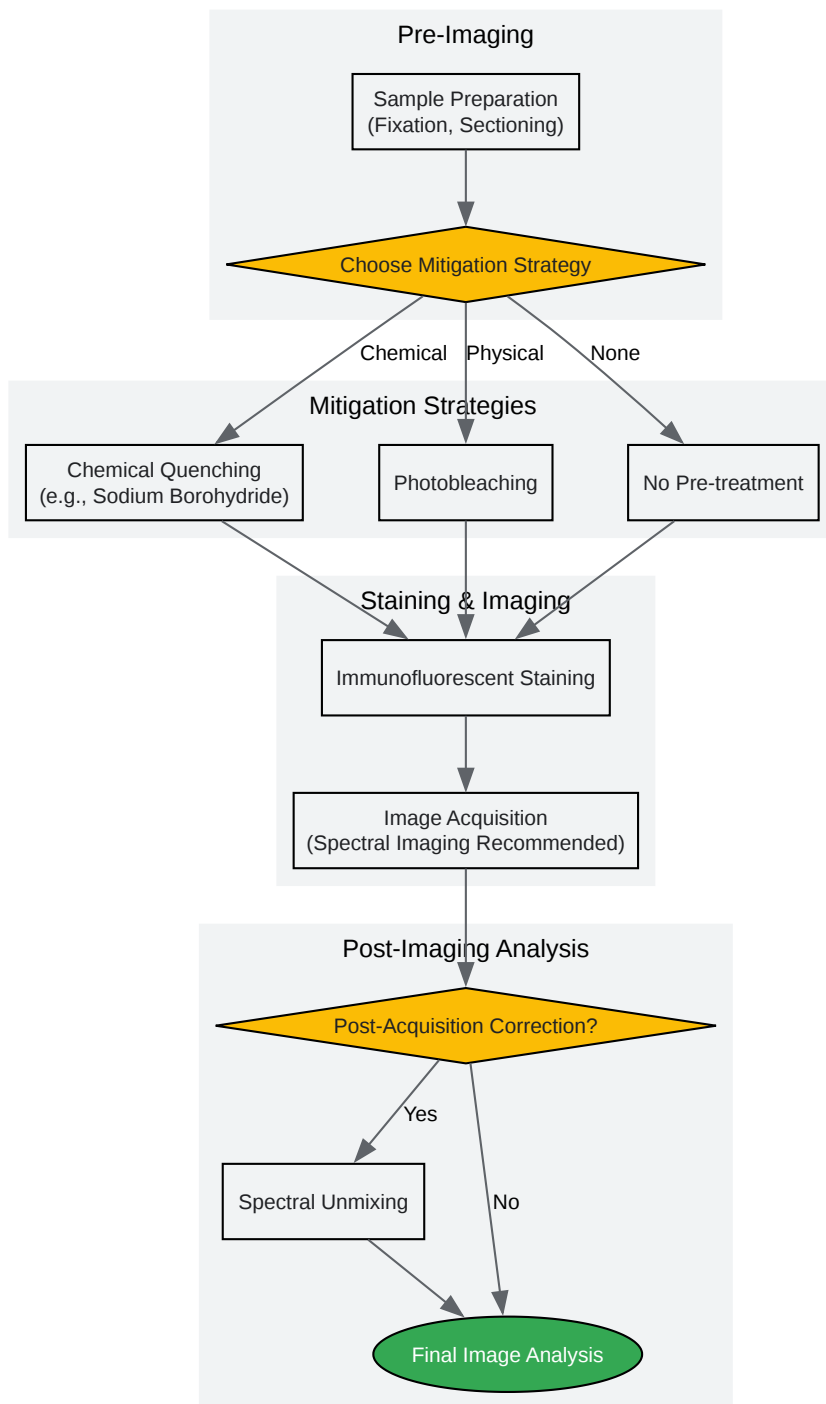 Pre-Imaging
Sample Preparation
(Fixation, Sectioning)
Choose Mitigation Strategy
Chemical
Physical
None
Mitigation Strategies
Chemical Quenching
(e.g., Sodium Borohydride)
Photobleaching
No Pre-treatment
Staining & Imaging
Immunofluorescent Staining
Image Acquisition
(Spectral Imaging Recommended)
Post-Imaging Analysis
Post-Acquisition Correction?
Yes
Spectral Unmixing
No
Final Image Analysis